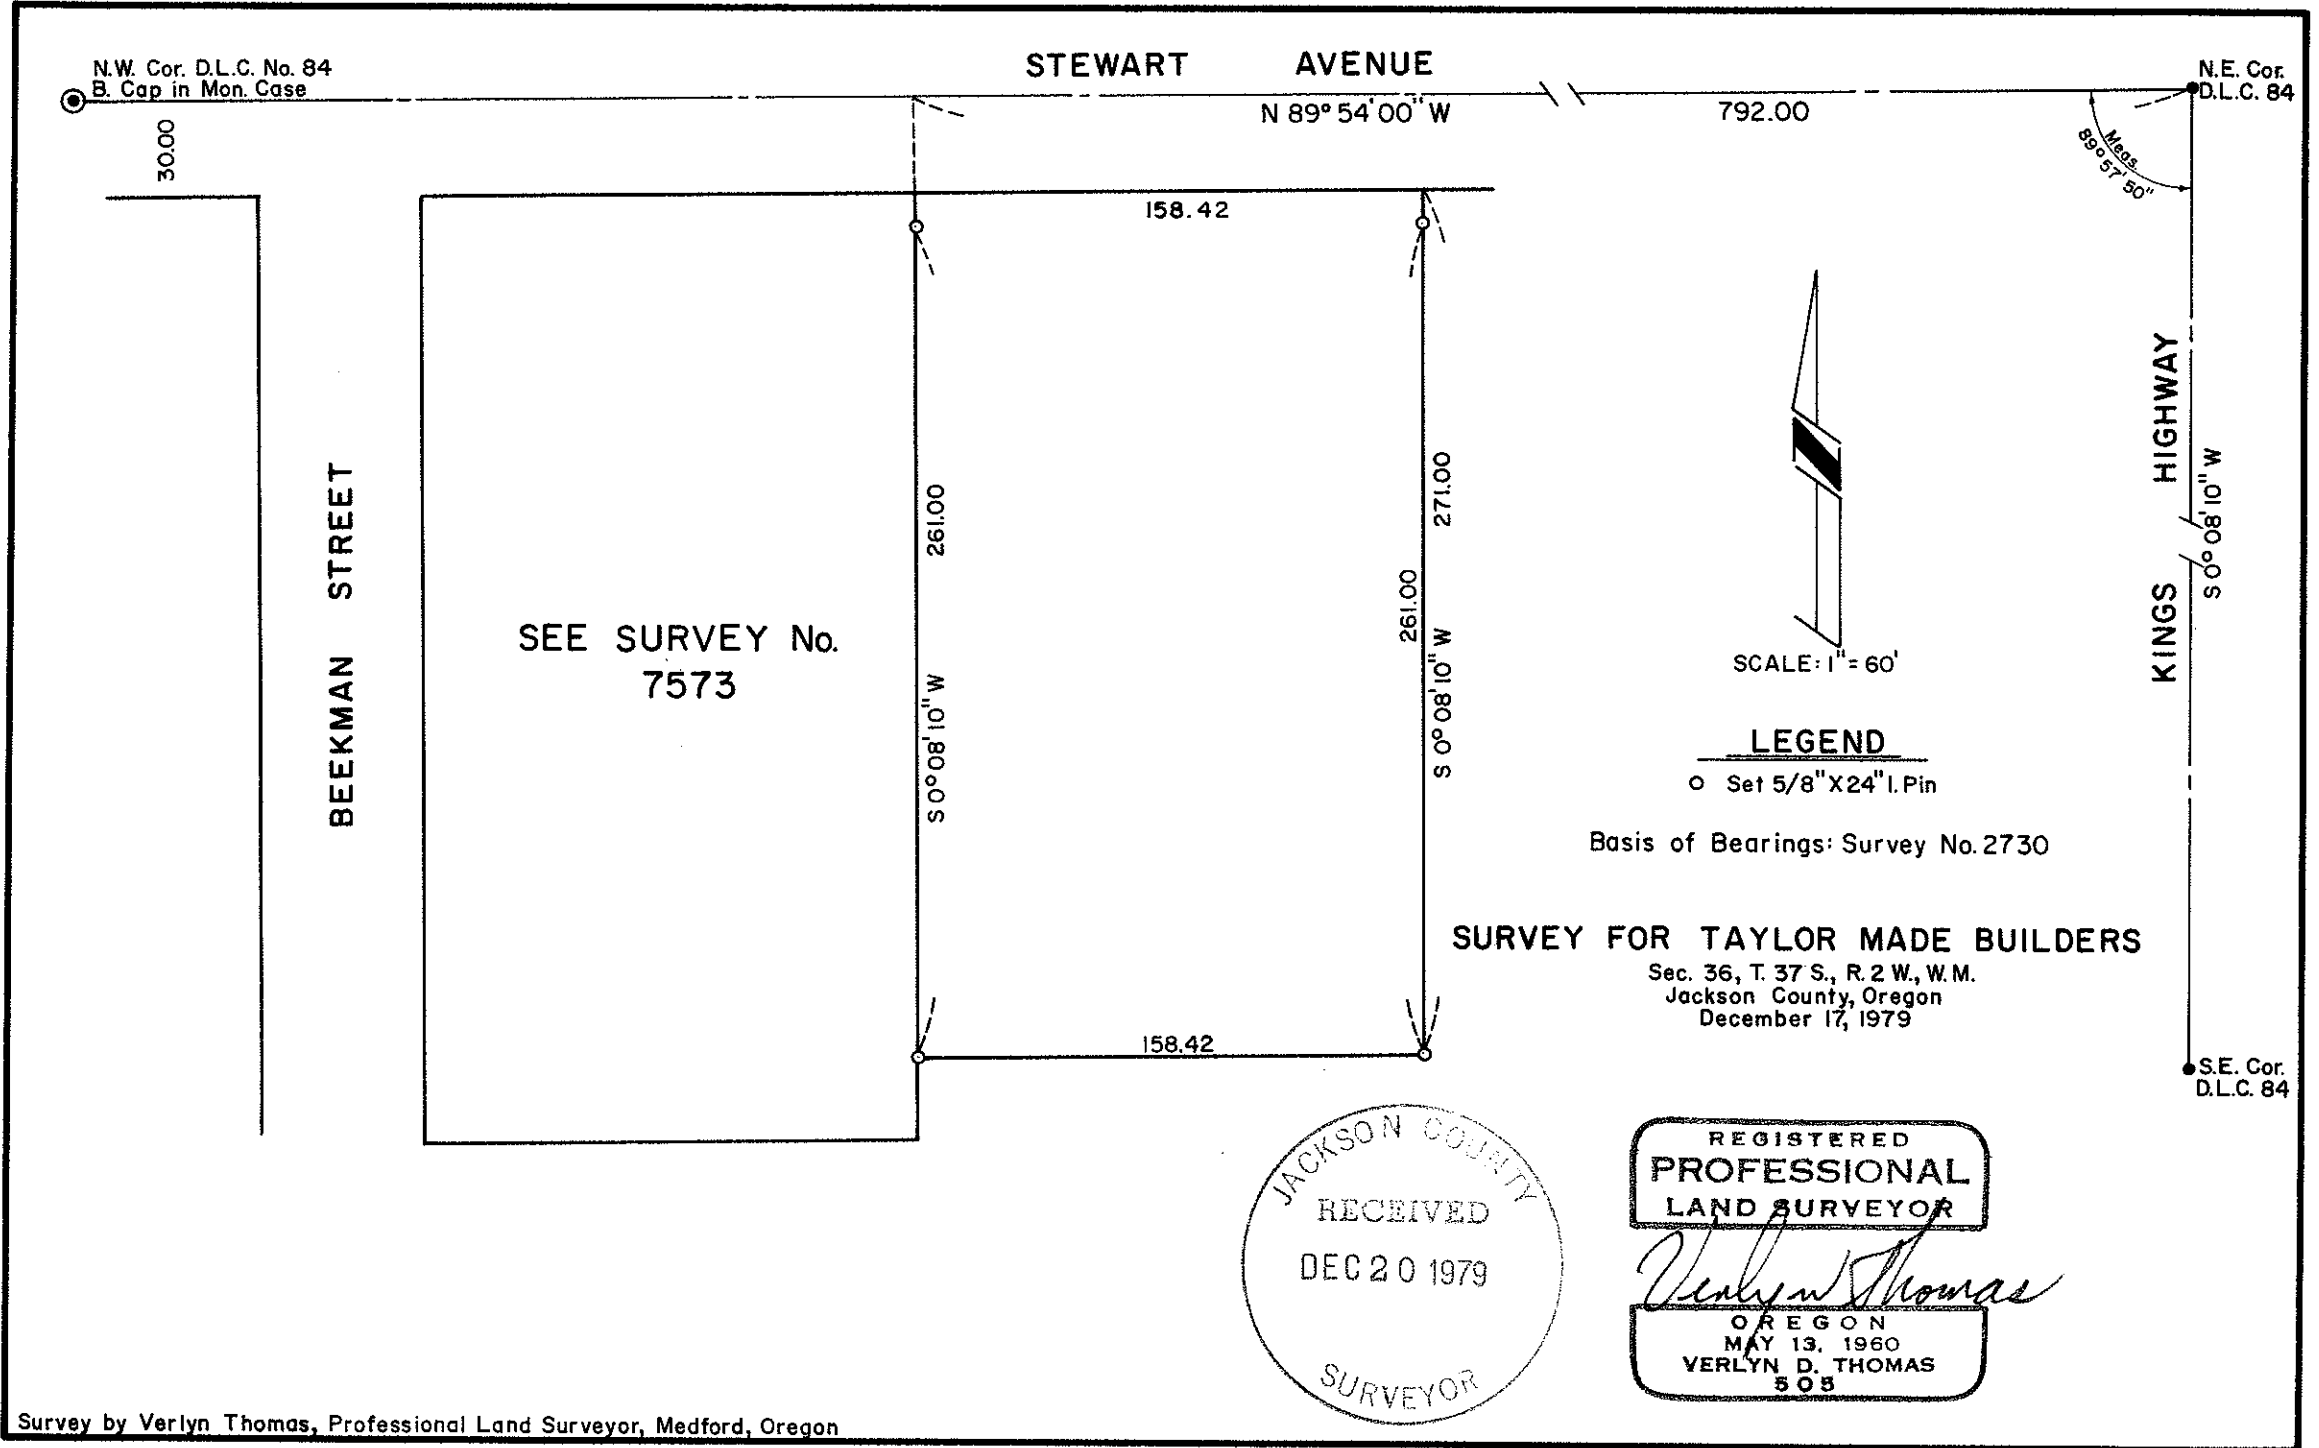 N.W. Cor. D.L.C. No. 84
B. Cap in Mon. Case
STEWART AVENUE
N.E. Cor.
D.L.C. 84
N 89° 54' 00" W
792.00
30.00
Meas.
89° 57' 50"
158.42
BEEKMAN STREET
SEE SURVEY No.
7573
261.00
S 0° 08' 10" W
271.00
261.00
S 0° 08' 10" W
KINGS HIGHWAY
S 0° 08' 10" W
SCALE: 1" = 60'
LEGEND
Set 5/8" X 24" I. Pin
Basis of Bearings: Survey No. 2730
SURVEY FOR TAYLOR MADE BUILDERS
Sec. 36, T. 37 S., R. 2 W., W.M.
Jackson County, Oregon
December 17, 1979
158.42
S.E. Cor.
D.L.C. 84
JACKSON COUNTY
RECEIVED
DEC 20 1979
SURVEYOR
REGISTERED
PROFESSIONAL
LAND SURVEYOR
Verlyn Thomas
OREGON
MAY 13, 1960
VERLYN D. THOMAS
505
Survey by Verlyn Thomas, Professional Land Surveyor, Medford, Oregon